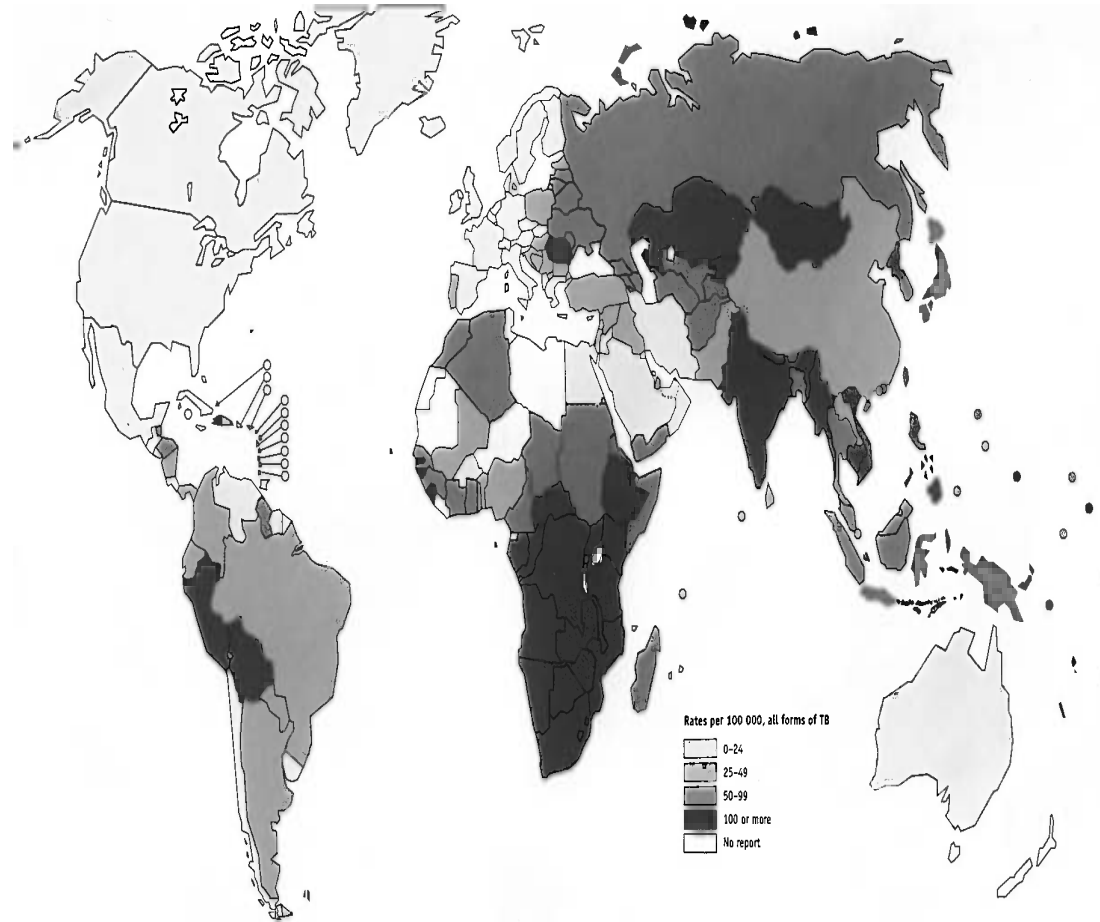 Rates per 100 000, all forms of TB
0–24
25–49
50–99
100 or more
No report